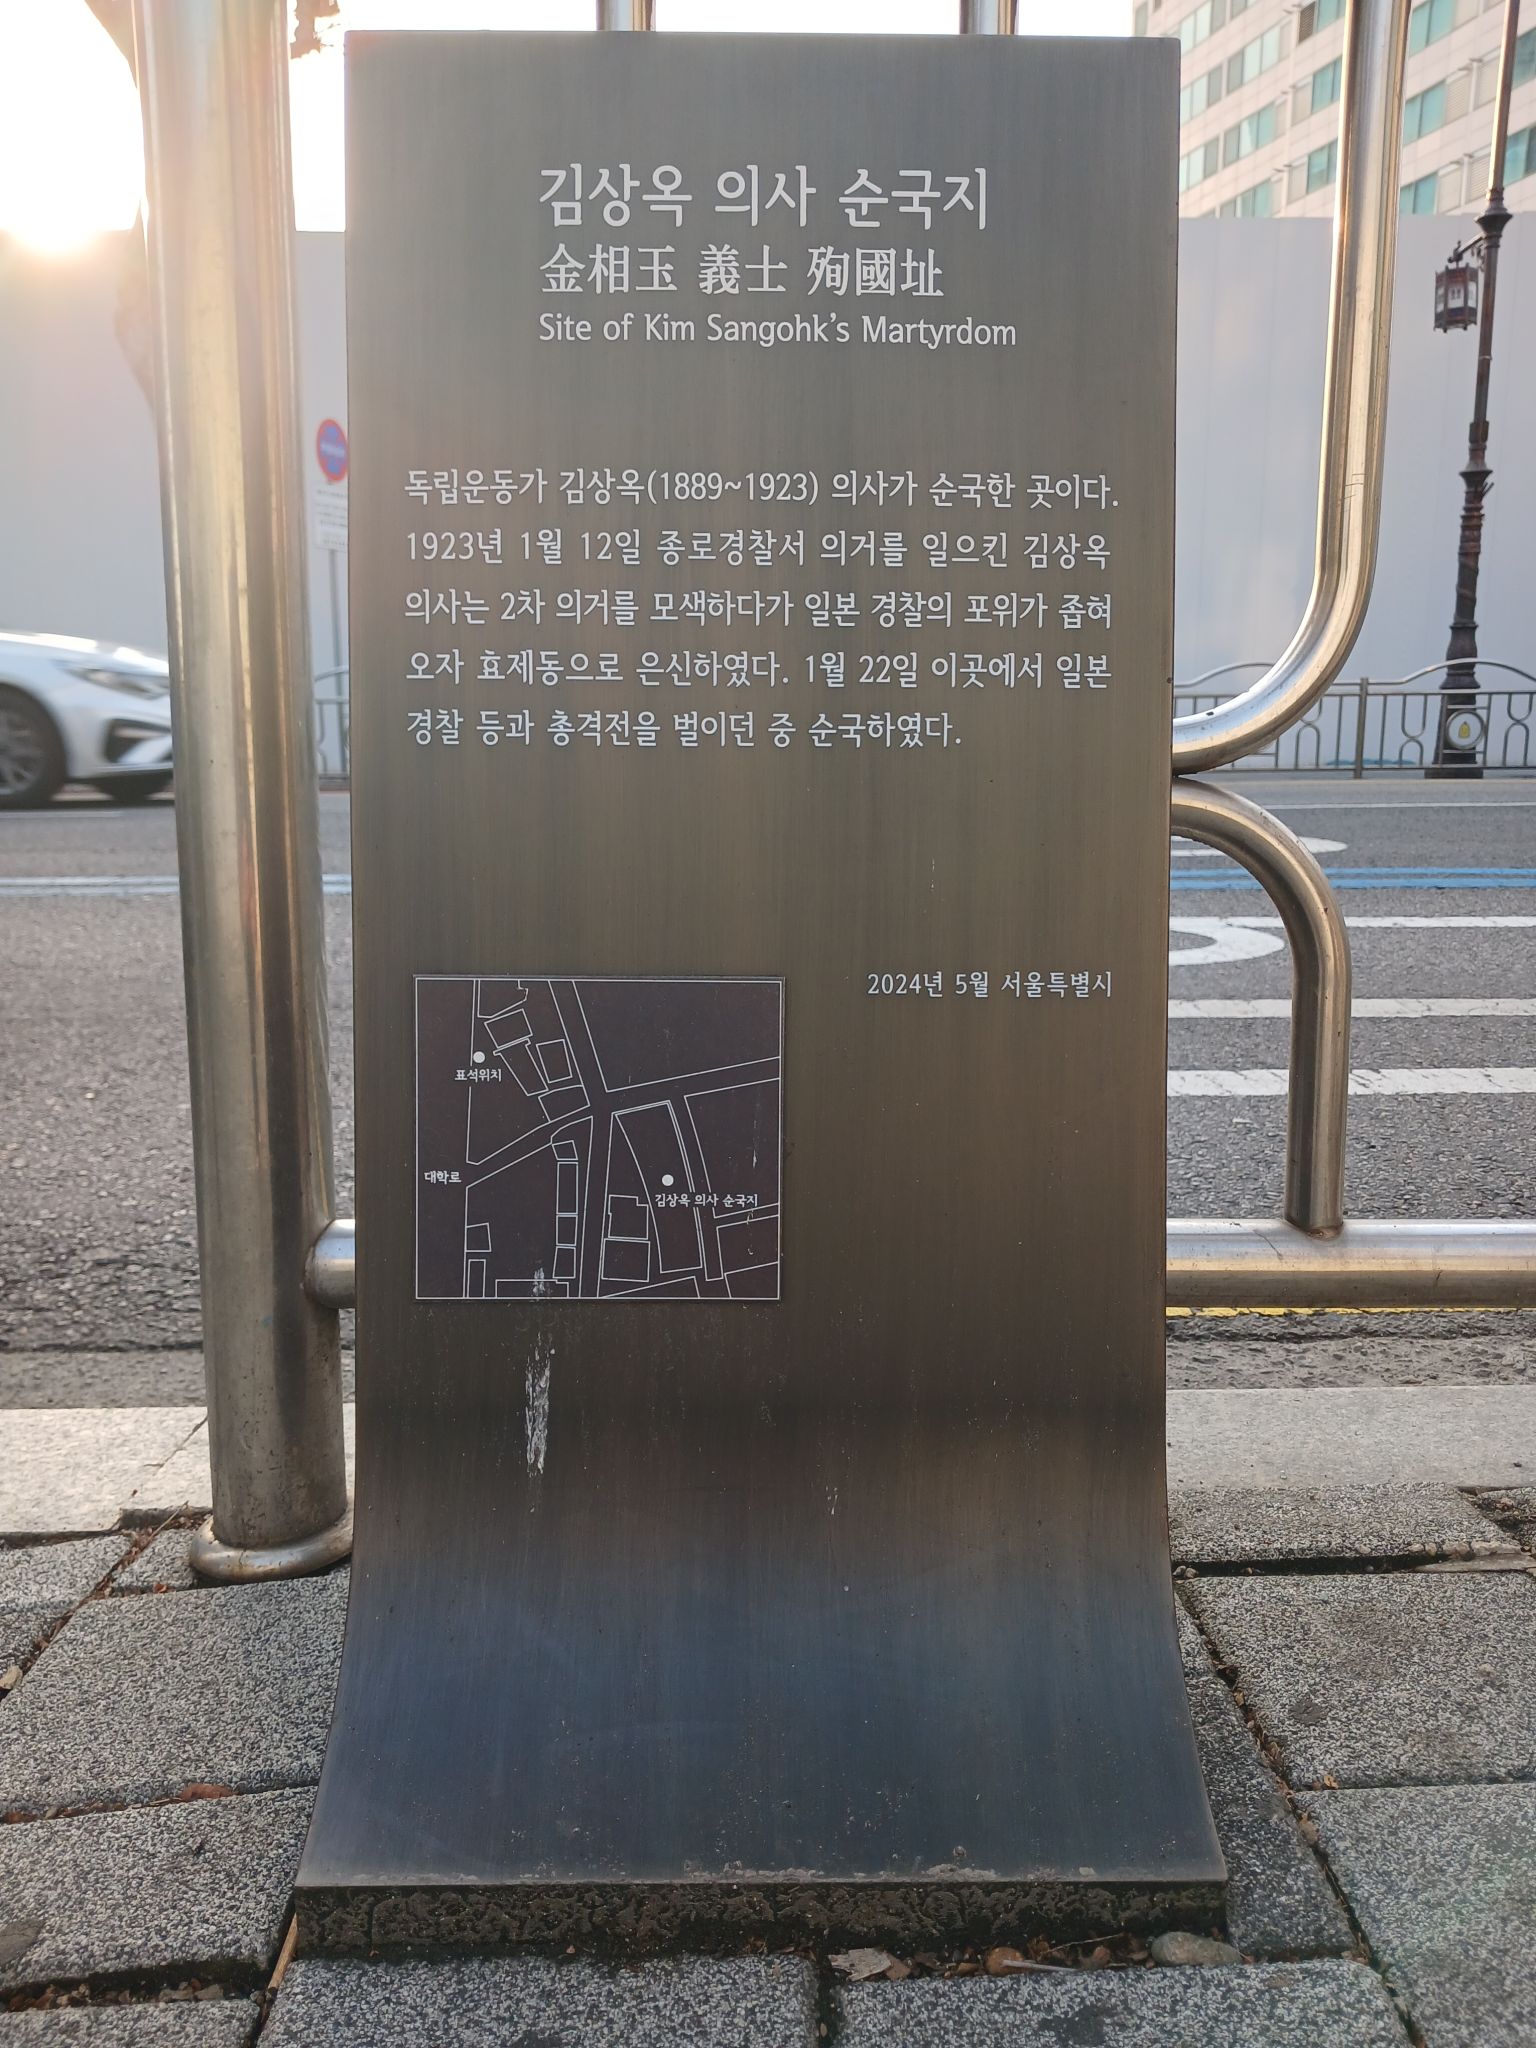 김상옥 의사 순국지
金相玉 義士 殉國址
Site of Kim Sangohk's Martyrdom
독립운동가 김상옥(1889~1923) 의사가 순국한 곳이다.
1923년 1월 12일 종로경찰서 의거를 일으킨 김상옥
의사는 2차 의거를 모색하다가 일본 경찰의 포위가 좁혀
오자 효제동으로 은신하였다. 1월 22일 이곳에서 일본
경찰 등과 총격전을 벌이던 중 순국하였다.
2024년 5월 서울특별시
표석위치
대학로
김상옥 의사 순국지